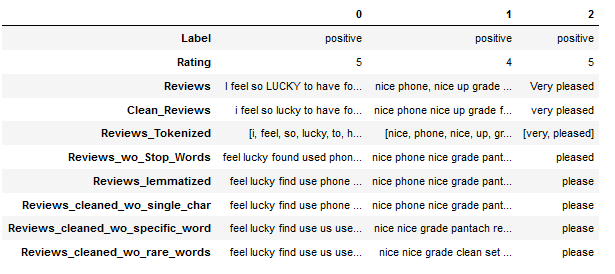 0 1 2
Label positive positive positive
Rating 5 4 5
Reviews I feel so LUCKY to have fo... nice phone, nice up grade ... Very pleased
Clean_Reviews i feel so lucky to have fo... nice phone nice up grade f... very pleased
Reviews_Tokenized [i, feel, so, lucky, to, h... [nice, phone, nice, up, gr... [very, pleased]
Reviews_wo_Stop_Words feel lucky found used phon... nice phone nice grade pant... pleased
Reviews_lemmatized feel lucky find use phone ... nice phone nice grade pant... please
Reviews_cleaned_wo_single_char feel lucky find use phone ... nice phone nice grade pant... please
Reviews_cleaned_wo_specific_word feel lucky find use us use... nice nice grade pantach re... please
Reviews_cleaned_wo_rare_words feel lucky find use us use... nice nice grade clean set ... please